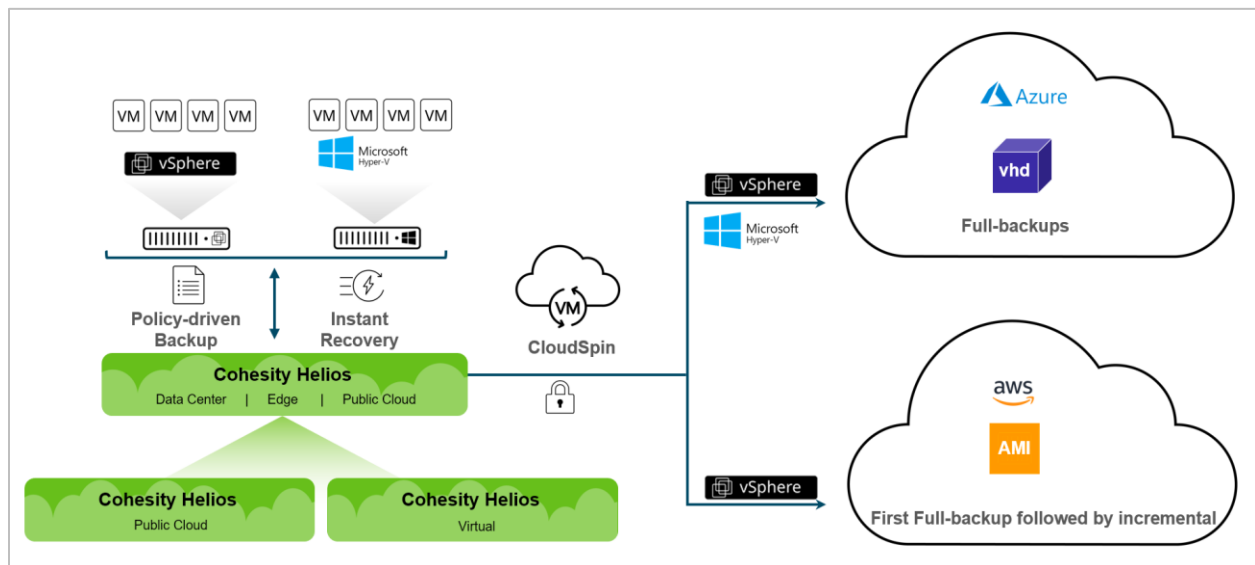 VM VM VM VM
VM VM VM VM
vSphere
Microsoft
Hyper-V
Policy-driven
Backup
Instant
Recovery
Cohesity Helios
Data Center | Edge | Public Cloud
Cohesity Helios
Public Cloud
Cohesity Helios
Virtual
VM
CloudSpin
vSphere
Microsoft
Hyper-V
vSphere
Azure
vhd
Full-backups
aws
AMI
First Full-backup followed by incremental